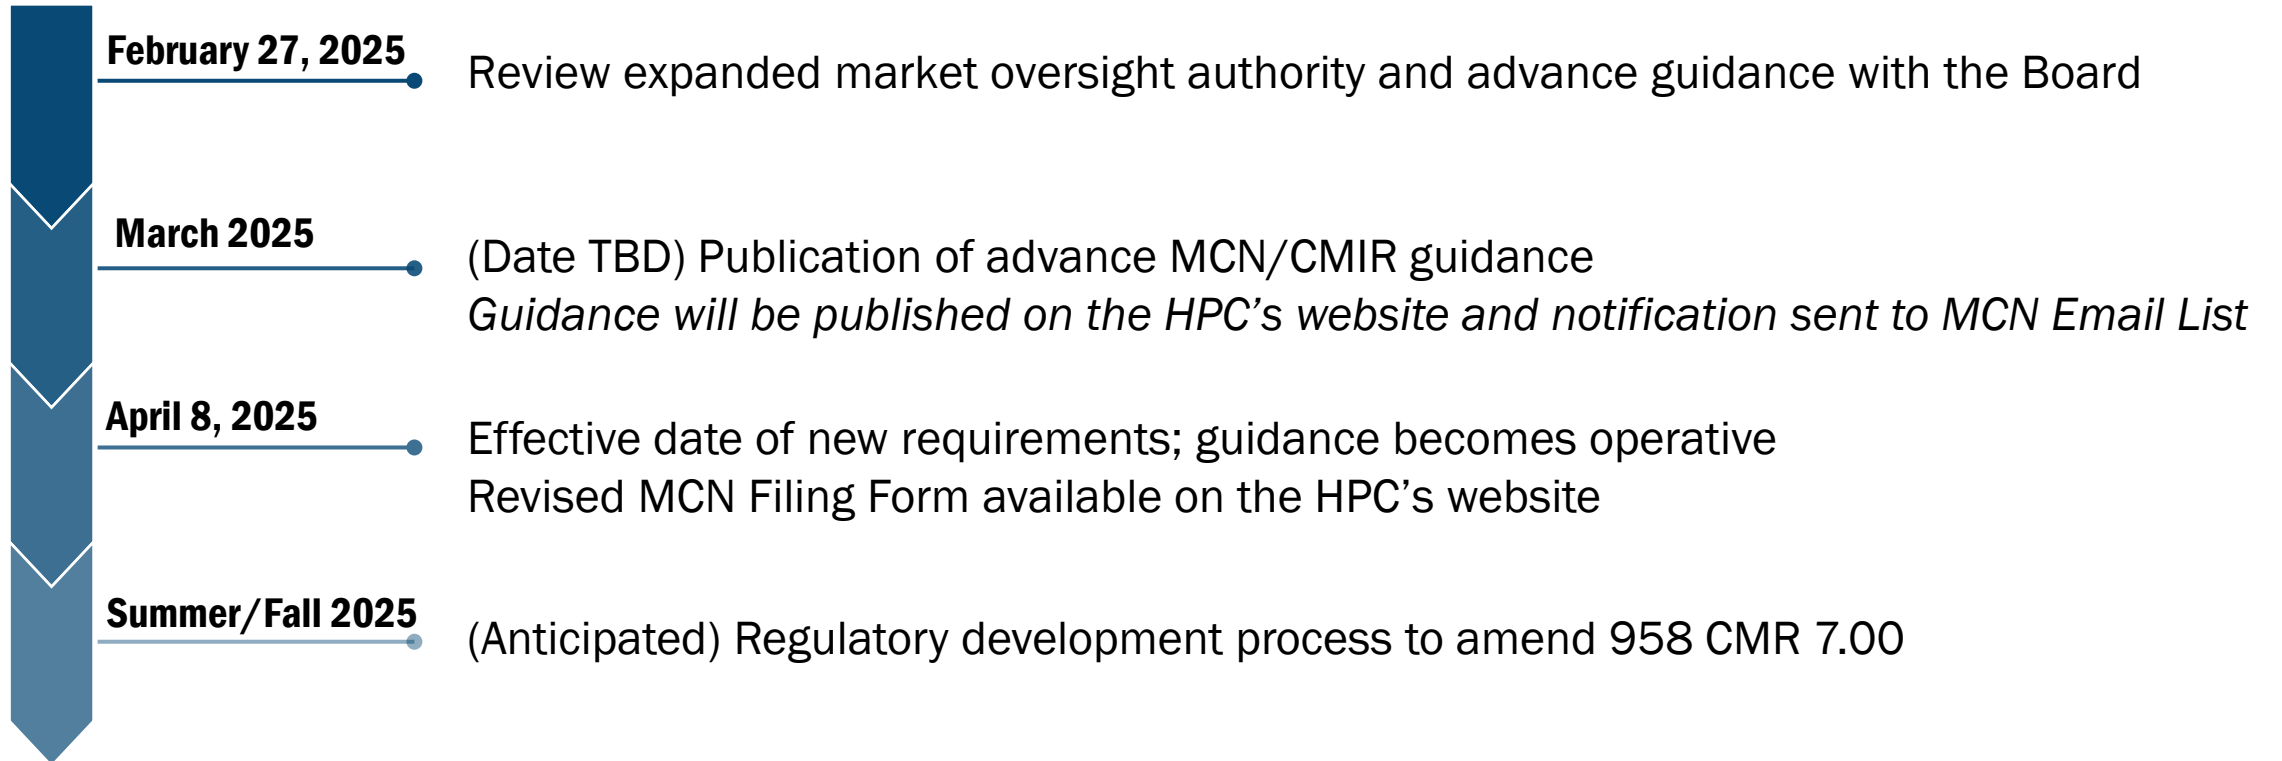 February 27, 2025
Review expanded market oversight authority and advance guidance with the Board
March 2025
(Date TBD) Publication of advance MCN/CMIR guidance
Guidance will be published on the HPC’s website and notification sent to MCN Email List
April 8, 2025
Effective date of new requirements; guidance becomes operative
Revised MCN Filing Form available on the HPC’s website
Summer/Fall 2025
(Anticipated) Regulatory development process to amend 958 CMR 7.00